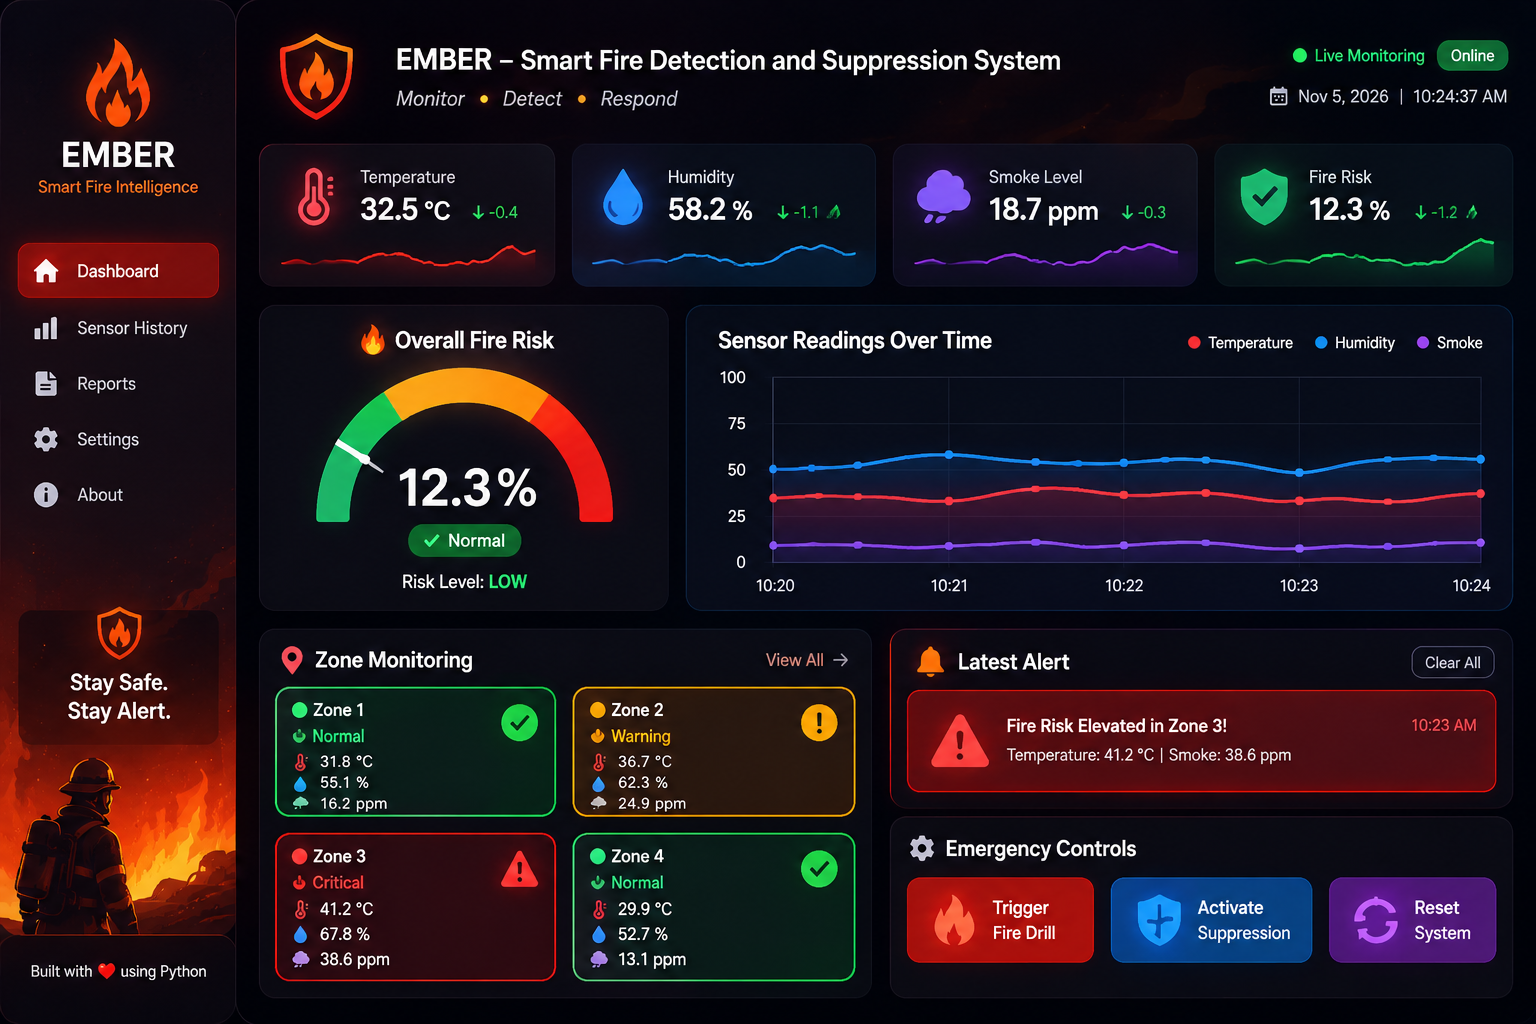 EMBER
Smart Fire Intelligence
Dashboard
Sensor History
Reports
Settings
About
Stay Safe.
Stay Alert.
Built with ❤️ using Python
EMBER – Smart Fire Detection and Suppression System
Monitor • Detect • Respond
Live Monitoring Online
Nov 5, 2026 | 10:24:37 AM
Temperature
32.5 °C ↓ -0.4
Humidity
58.2 % ↓ -1.1
Smoke Level
18.7 ppm ↓ -0.3
Fire Risk
12.3 % ↓ -1.2
Overall Fire Risk
12.3 %
Normal
Risk Level: LOW
Sensor Readings Over Time
Temperature Humidity Smoke
100
75
50
25
0
10:20 10:21 10:22 10:23 10:24
Zone Monitoring
View All →
Zone 1
Normal
31.8 °C
55.1 %
16.2 ppm
Zone 2
Warning
36.7 °C
62.3 %
24.9 ppm
Zone 3
Critical
41.2 °C
67.8 %
38.6 ppm
Zone 4
Normal
29.9 °C
52.7 %
13.1 ppm
Latest Alert
Clear All
Fire Risk Elevated in Zone 3! 10:23 AM
Temperature: 41.2 °C | Smoke: 38.6 ppm
Emergency Controls
Trigger
Fire Drill
Activate
Suppression
Reset
System